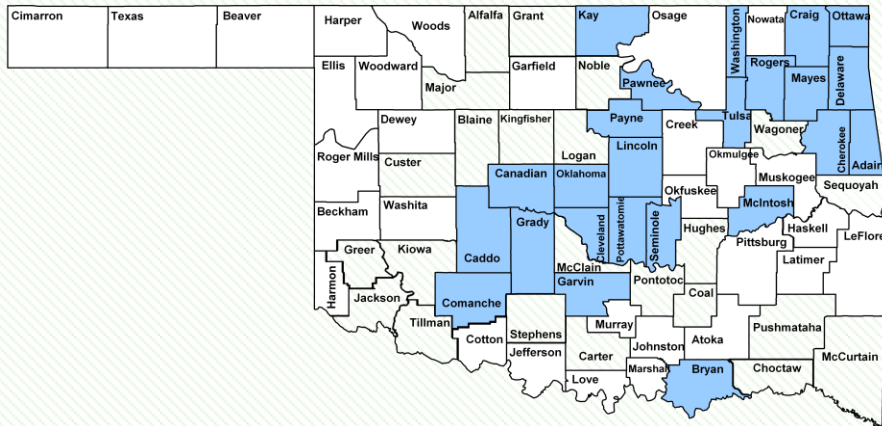 Cimarron
Texas
Beaver
Harper
Woods
Alfalfa
Grant
Kay
Osage
Washington
Nowata
Craig
Ottawa
Ellis
Woodward
Major
Garfield
Noble
Pawnee
Rogers
Mayes
Delaware
Dewey
Blaine
Kingfisher
Logan
Payne
Creek
Tulsa
Wagoner
Cherokee
Adair
Roger Mills
Custer
Canadian
Oklahoma
Lincoln
Okmulgee
Muskogee
Sequoyah
Beckham
Washita
Caddo
Grady
Cleveland
Pottawatomie
Seminole
Okfuskee
McIntosh
Hughes
Haskell
LeFlore
Greer
Kiowa
McClain
Pittsburg
Latimer
Harmon
Jackson
Comanche
Garvin
Pontotoc
Coal
Tillman
Cotton
Stephens
Murray
Johnston
Atoka
Pushmataha
McCurtain
Jefferson
Carter
Love
Marshall
Bryan
Choctaw